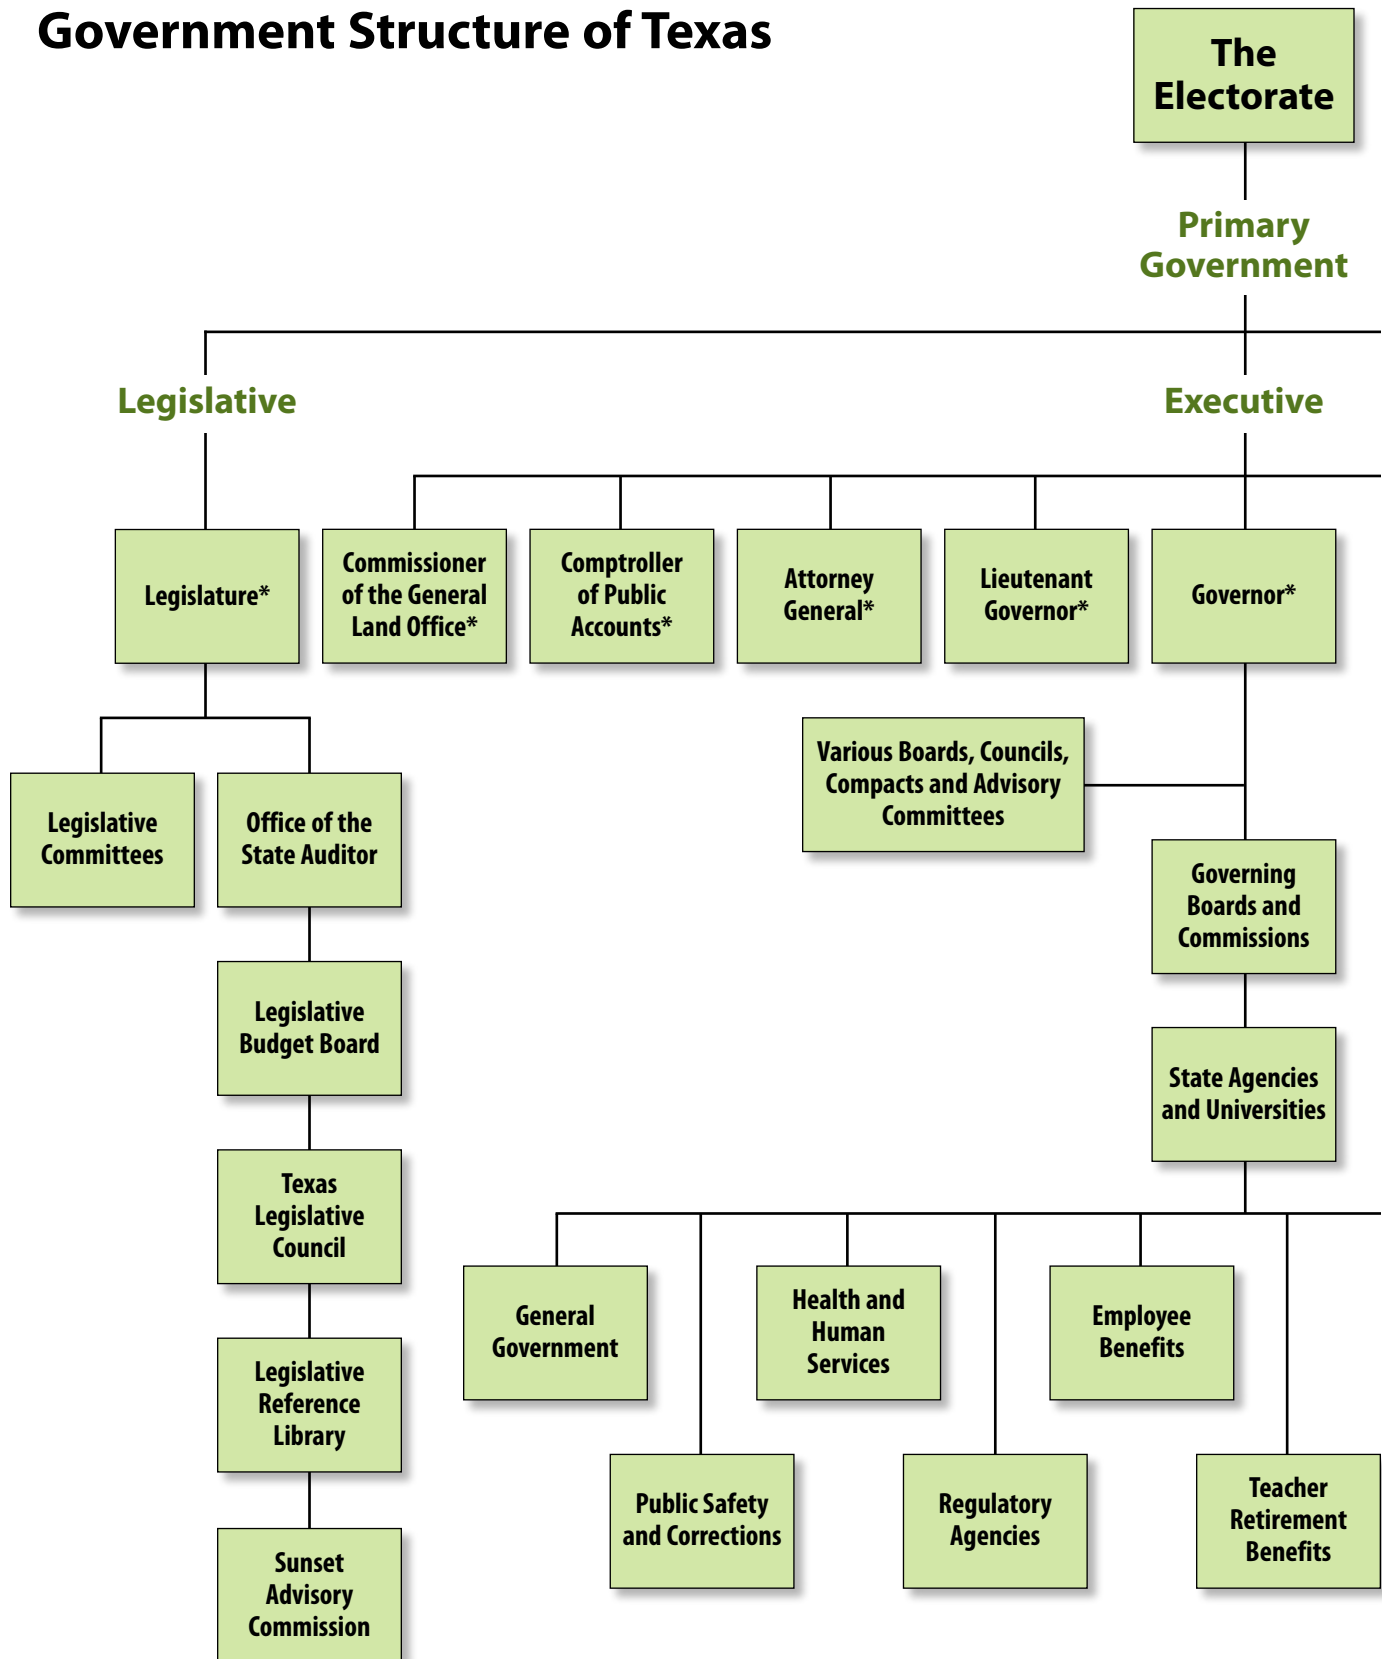 Government Structure of Texas
The
Electorate
Primary
Government
Legislative
Executive
Legislature*
Commissioner
of the General
Land Office*
Comptroller
of Public
Accounts*
Attorney
General*
Lieutenant
Governor*
Governor*
Various Boards, Councils,
Compacts and Advisory
Committees
Legislative
Committees
Office of the
State Auditor
Governing
Boards and
Commissions
Legislative
Budget Board
State Agencies
and Universities
Texas
Legislative
Council
General
Government
Health and
Human
Services
Employee
Benefits
Legislative
Reference
Library
Public Safety
and Corrections
Regulatory
Agencies
Teacher
Retirement
Benefits
Sunset
Advisory
Commission